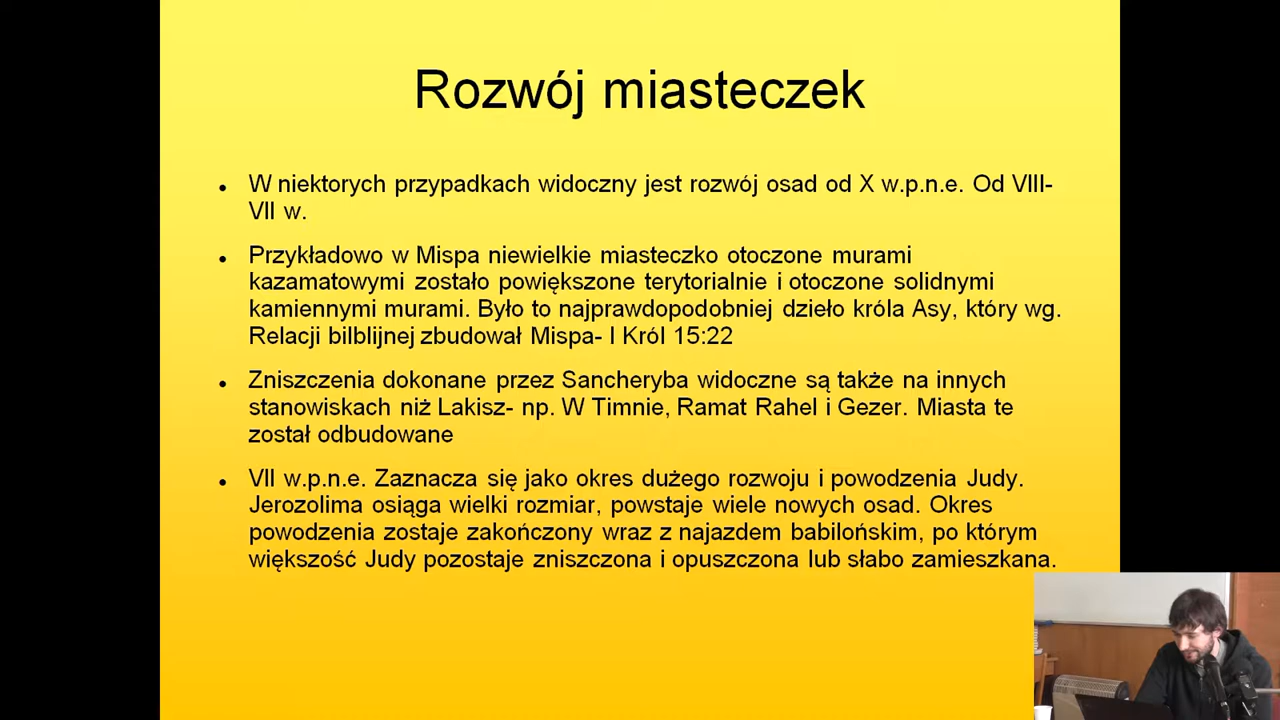 Rozwój miasteczek
W niektorych przypadkach widoczny jest rozwój osad od X w.p.n.e. Od VIII-
VII w.
Przykładowo w Mispa niewielkie miasteczko otoczone murami
kazamatowymi zostało powiększone terytorialnie i otoczone solidnymi
kamiennymi murami. Było to najprawdopodobniej dzieło króla Asy, który wg.
Relacji bilblijnej zbudował Mispa- I Król 15:22
Zniszczenia dokonane przez Sancheryba widoczne są także na innych
stanowiskach niż Lakisz- np. W Timnie, Ramat Rahel i Gezer. Miasta te
został odbudowane
VII w.p.n.e. Zaznacza się jako okres dużego rozwoju i powodzenia Judy.
Jerozolima osiąga wielki rozmiar, powstaje wiele nowych osad. Okres
powodzenia zostaje zakończony wraz z najazdem babilońskim, po którym
większość Judy pozostaje zniszczona i opuszczona lub słabo zamieszkana.